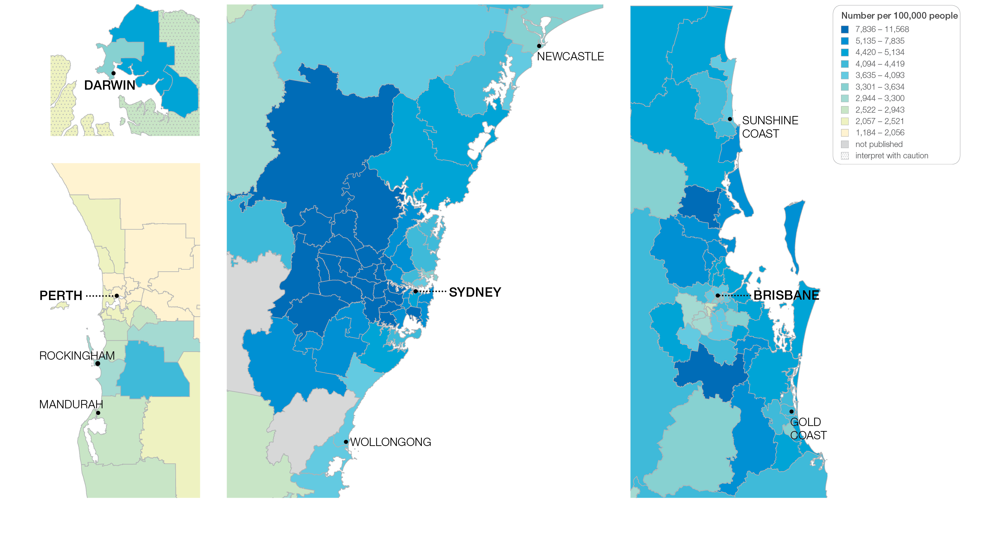 DARWIN
PERTH
ROCKINGHAM
MANDURAH
NEWCASTLE
SYDNEY
WOLLONGONG
SUNSHINE
COAST
BRISBANE
GOLD
COAST
Number per 100,000 people
7,836 – 11,568
5,135 – 7,835
4,420 – 5,134
4,094 – 4,419
3,635 – 4,093
3,301 – 3,634
2,944 – 3,300
2,522 – 2,943
2,057 – 2,521
1,184 – 2,056
not published
interpret with caution